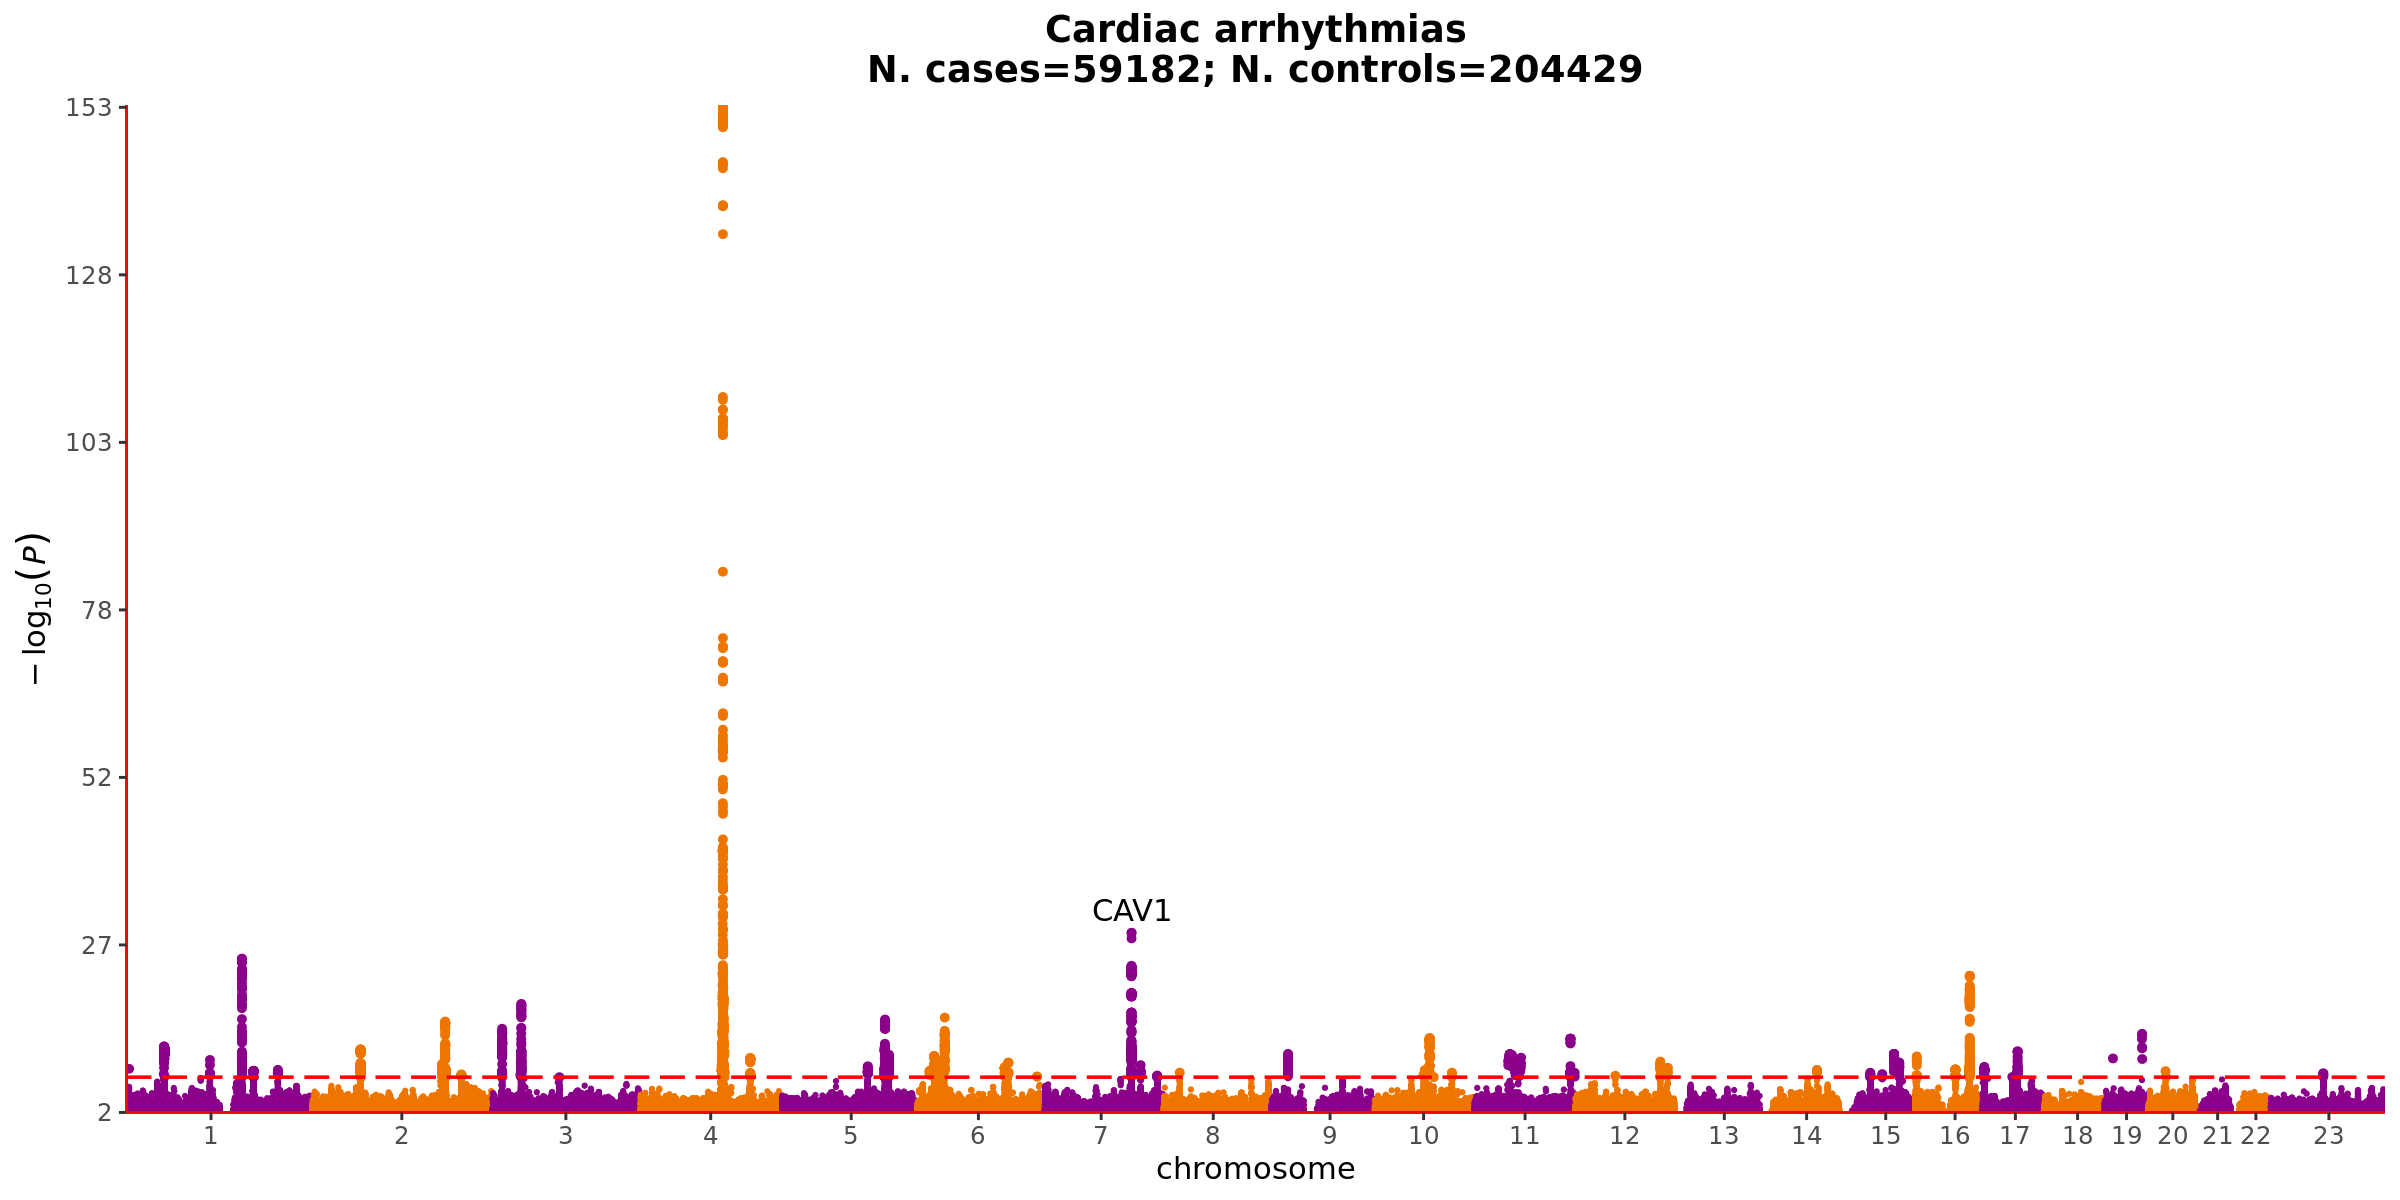 Cardiac arrhythmias
N. cases=59182; N. controls=204429
153
128
103
78
52
27
2
− log10(P)
CAV1
1 2 3 4 5 6 7 8 9 10 11 12 13 14 15 16 17 18 19 20 21 22 23
chromosome